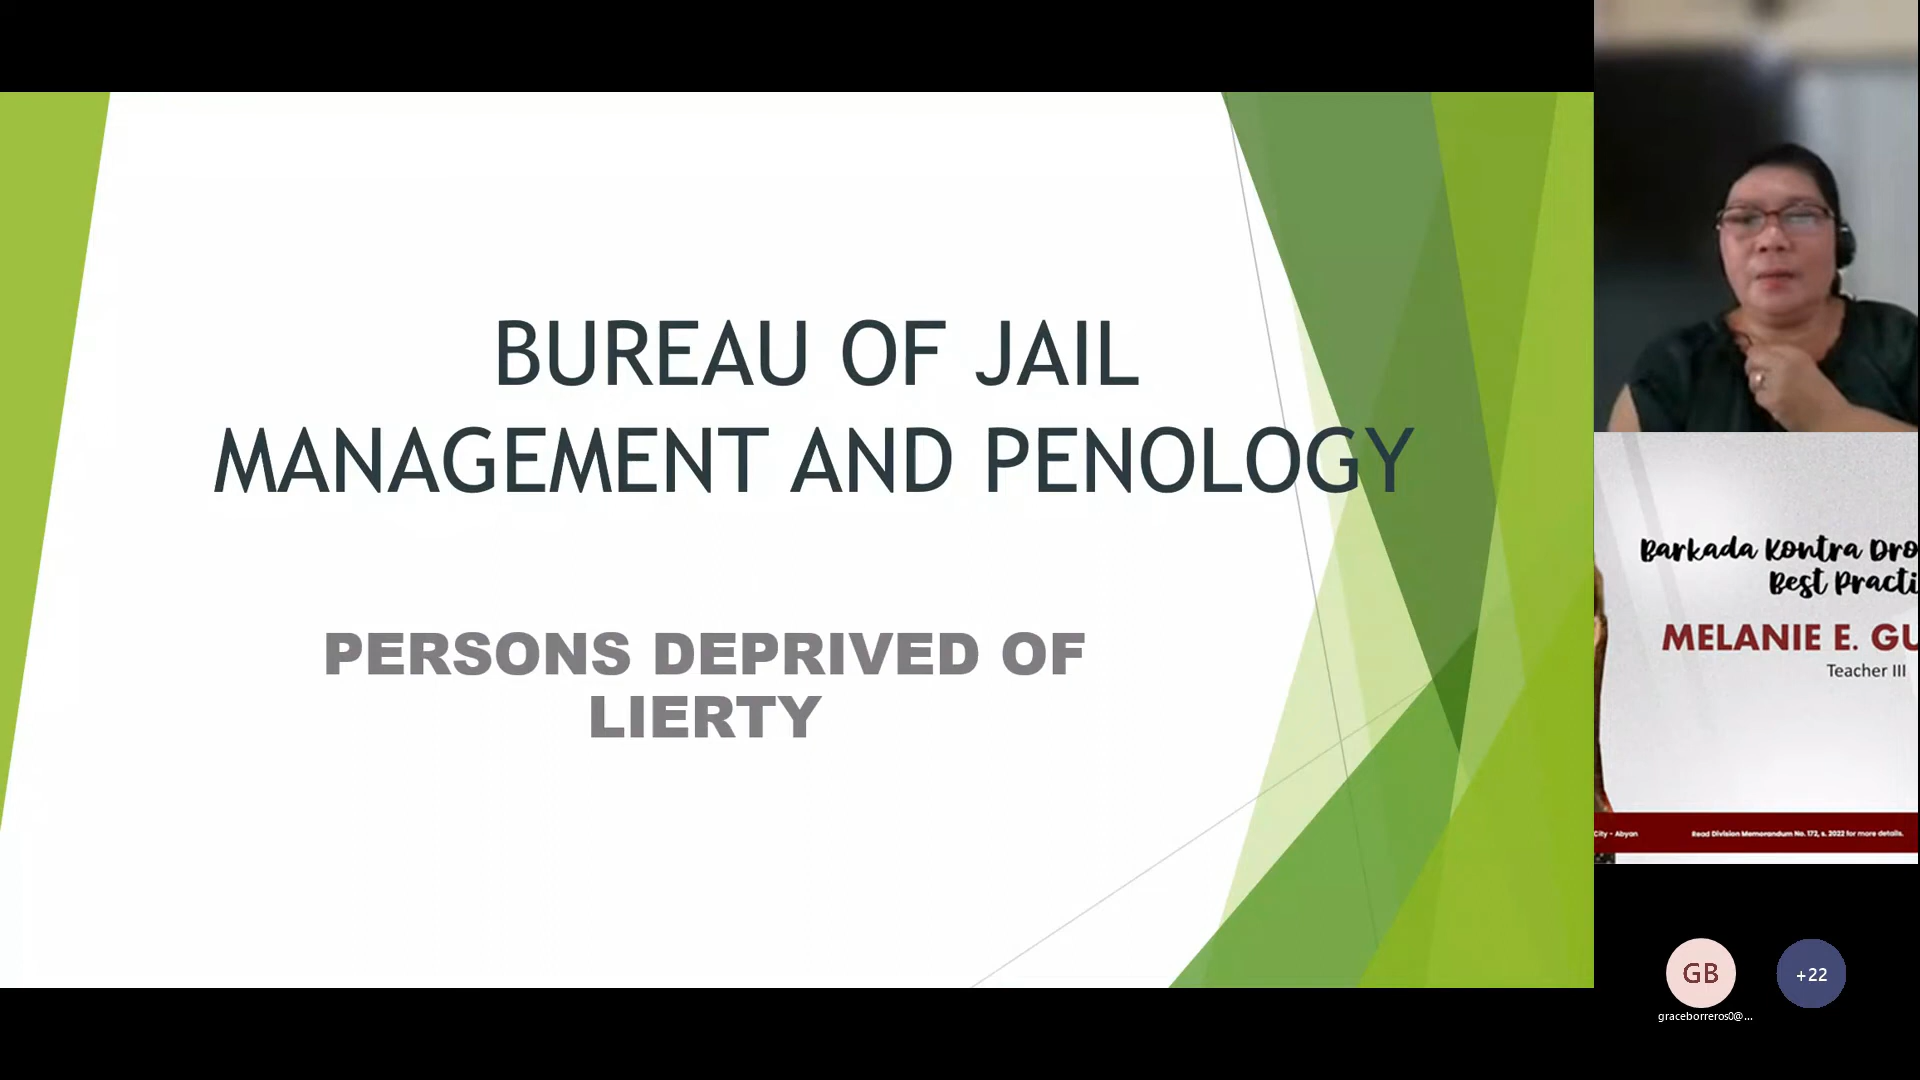 BUREAU OF JAIL
MANAGEMENT AND PENOLOGY
PERSONS DEPRIVED OF
LIERTY
Barkada Kontra Dro
Best Practi
MELANIE E. GU
Teacher III
City - Abyan
Read Division Memorandum No. 172, s. 2022 for more details.
GB
+22
graceborreros0@...